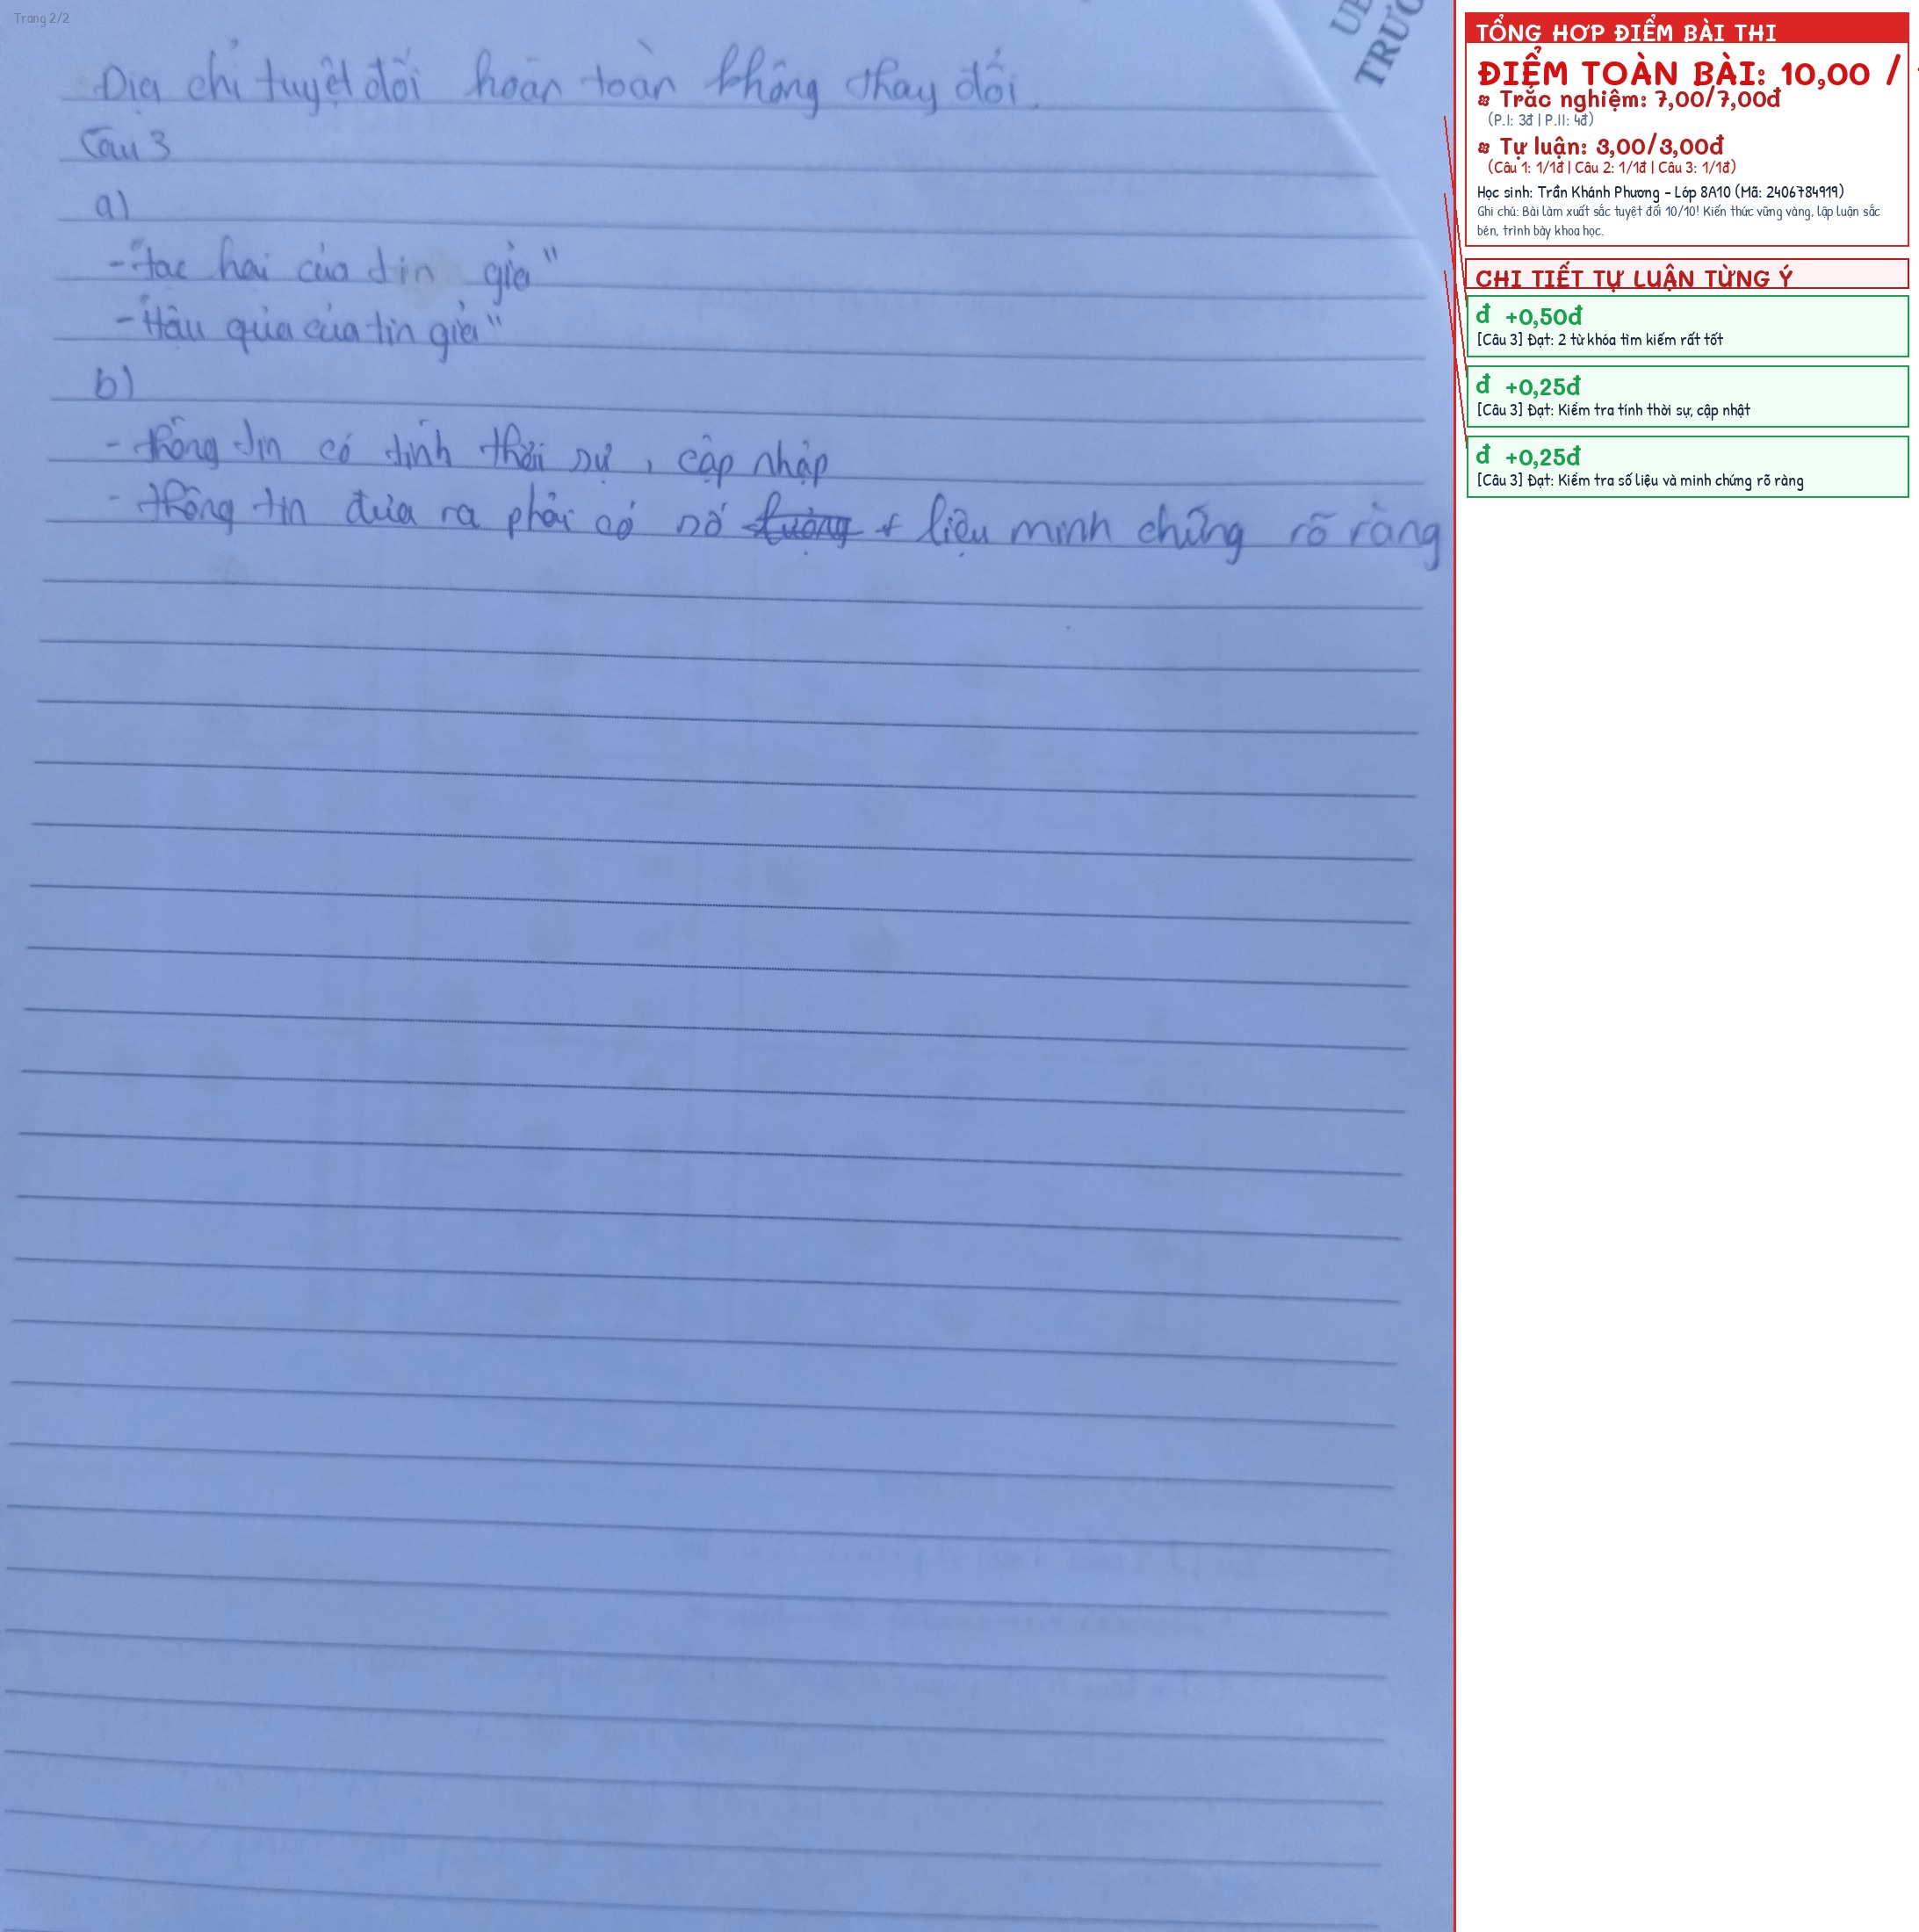 Trang 2/2
UB
TRƯỜ
Địa chỉ tuyệt đối hoàn toàn không thay đổi.
Câu 3
a)
- "tác hại của tin giả"
- "Hậu quả của tin giả"
b)
- thông tin có tính thời sự, cập nhập
- thông tin đưa ra phải có số liệu minh chứng rõ ràng
TỔNG HỢP ĐIỂM BÀI THI
ĐIỂM TOÀN BÀI: 10,00 /
Trắc nghiệm: 7,00/7,00đ
(P.I: 3đ | P.II: 4đ)
Tự luận: 3,00/3,00đ
(Câu 1: 1/1đ | Câu 2: 1/1đ | Câu 3: 1/1đ)
Học sinh: Trần Khánh Phương - Lớp 8A10 (Mã: 2406784919)
Ghi chú: Bài làm xuất sắc tuyệt đối 10/10! Kiến thức vững vàng, lập luận sắc
bén, trình bày khoa học.
CHI TIẾT TỰ LUẬN TỪNG Ý
đ +0,50đ
[Câu 3] Đạt: 2 từ khóa tìm kiếm rất tốt
đ +0,25đ
[Câu 3] Đạt: Kiểm tra tính thời sự, cập nhật
đ +0,25đ
[Câu 3] Đạt: Kiểm tra số liệu và minh chứng rõ ràng